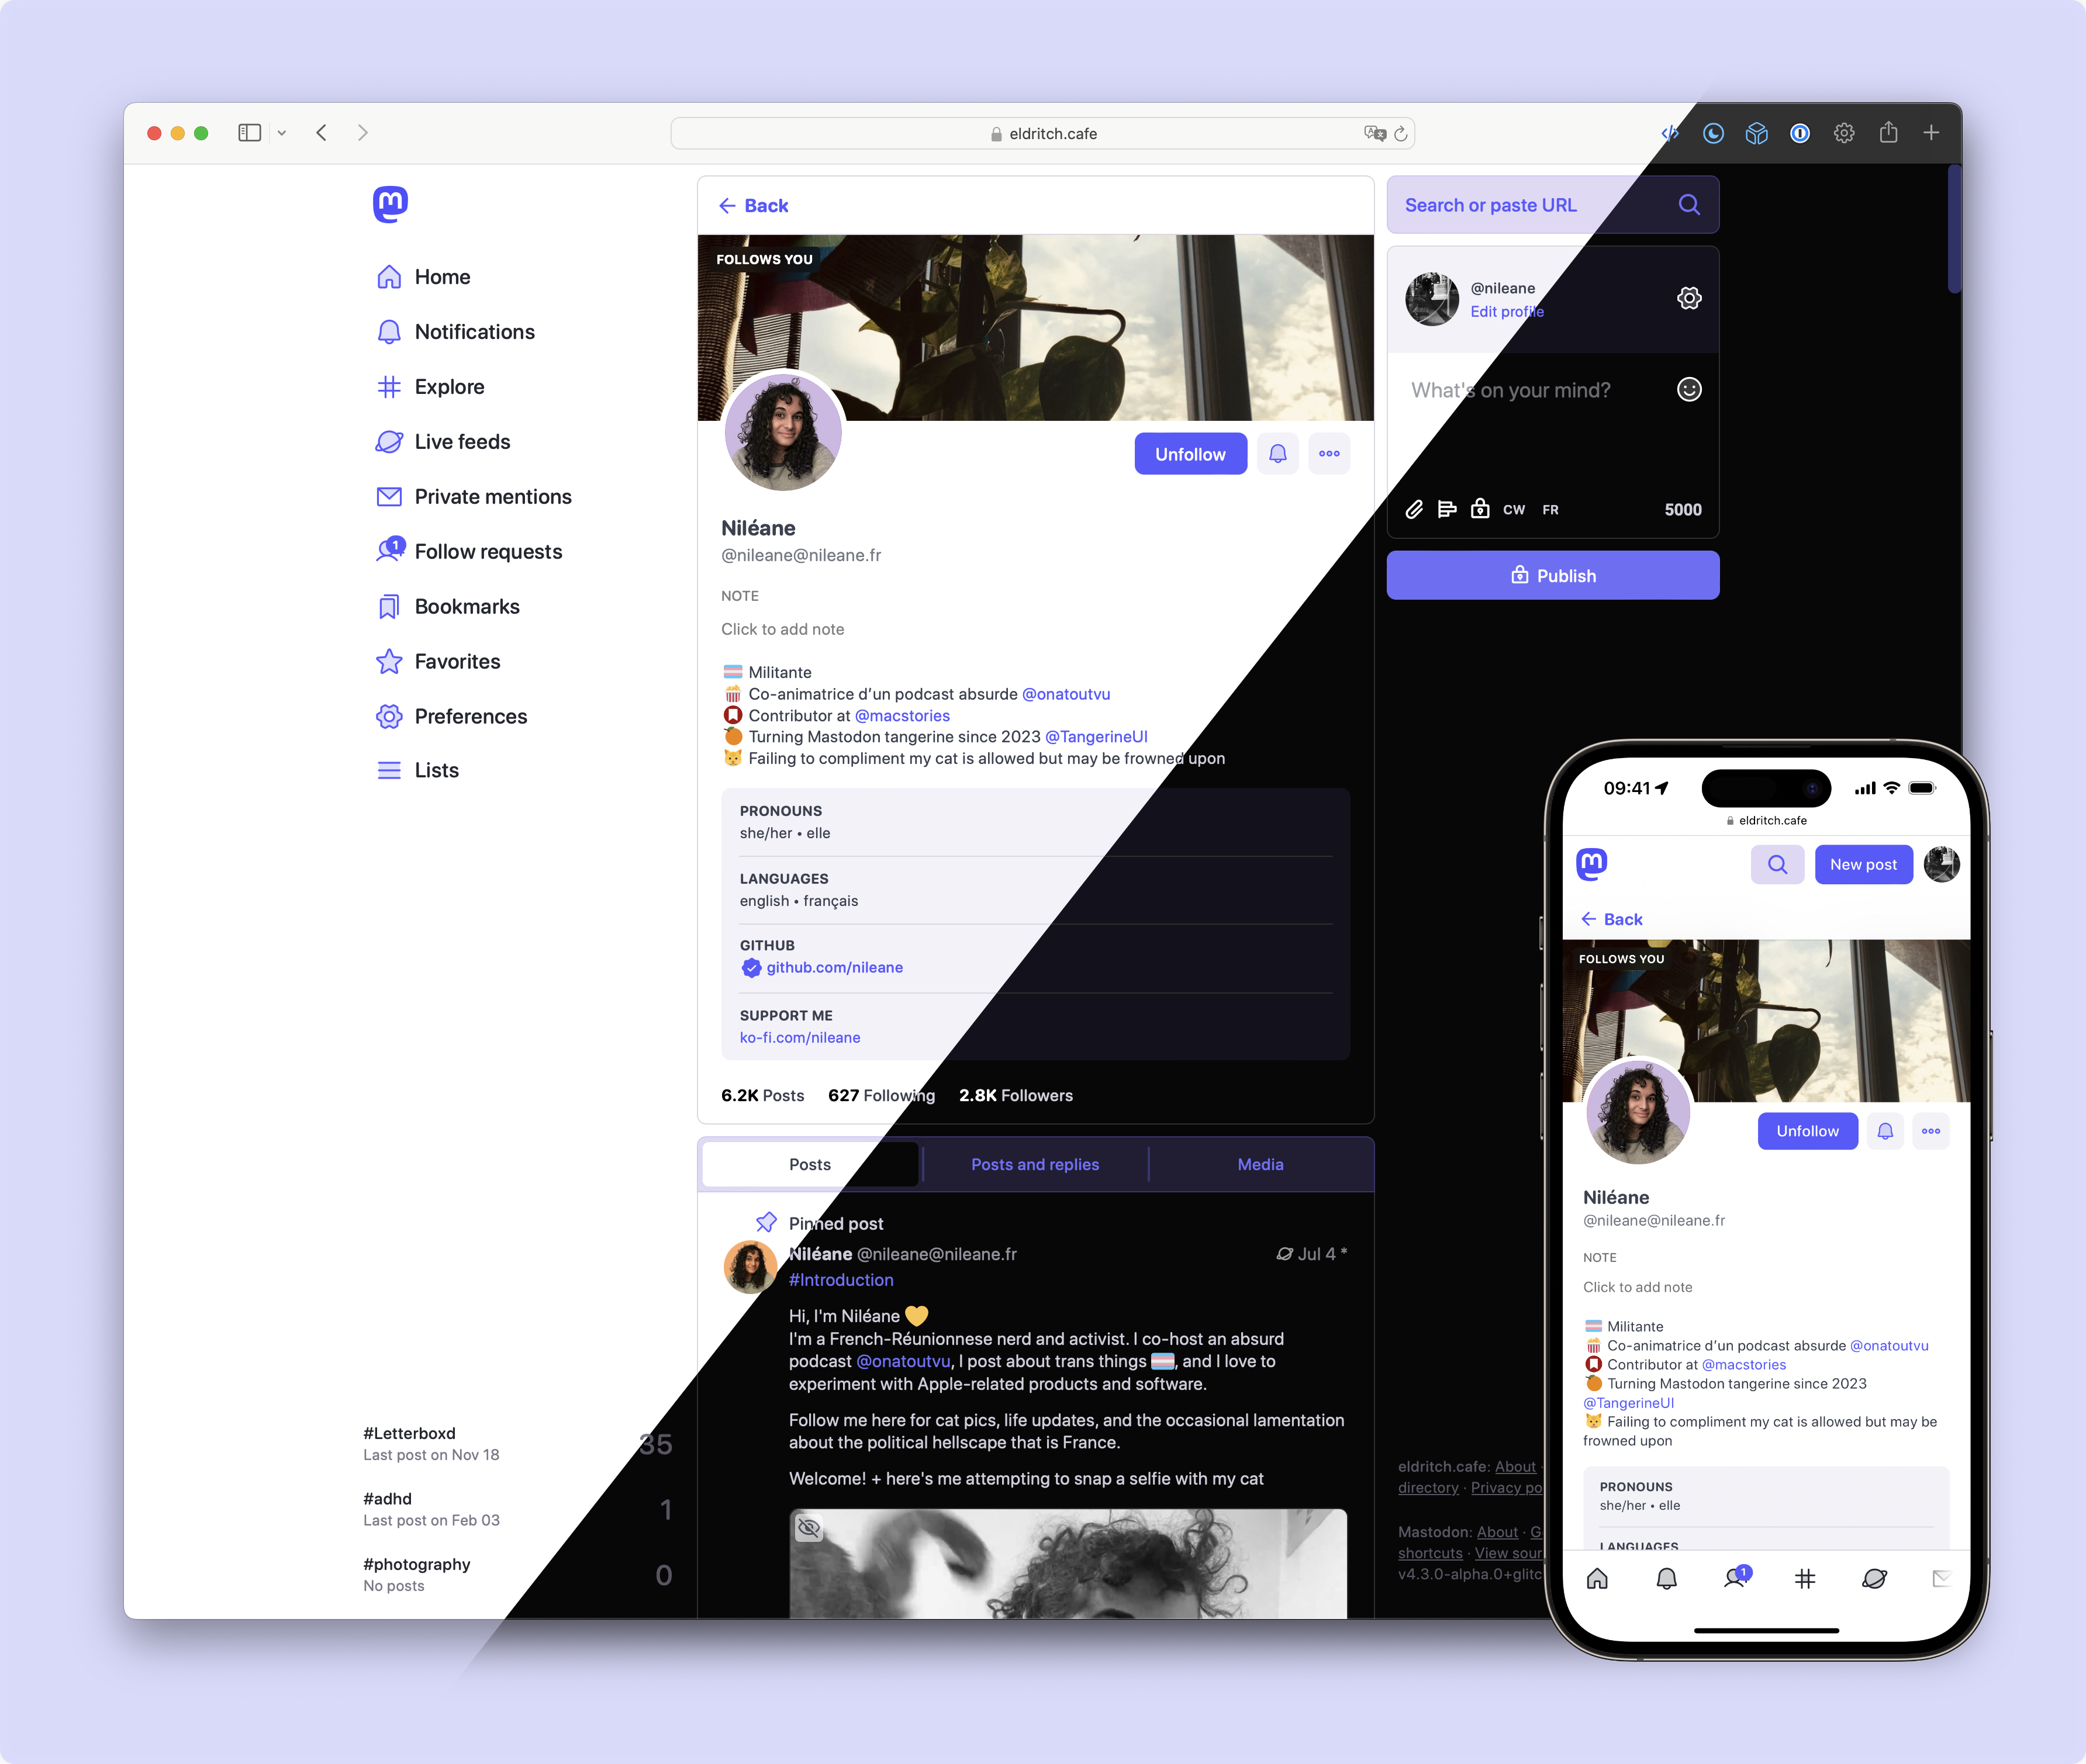 eldritch.cafe
Home
Notifications
Explore
Live feeds
Private mentions
1
Follow requests
Bookmarks
Favorites
Preferences
Lists
#Letterboxd
Last post on Nov 18
35
#adhd
Last post on Feb 03
1
#photography
No posts
0
Back
FOLLOWS YOU
Unfollow
Niléane
@nileane@nileane.fr
NOTE
Click to add note
Militante
Co-animatrice d’un podcast absurde @onatoutvu
Contributor at @macstories
Turning Mastodon tangerine since 2023 @TangerineUI
Failing to compliment my cat is allowed but may be frowned upon
PRONOUNS
she/her • elle
LANGUAGES
english • français
GITHUB
github.com/nileane
SUPPORT ME
ko-fi.com/nileane
6.2K Posts 627 Following 2.8K Followers
Posts Posts and replies Media
Pinned post
Niléane @nileane@nileane.fr Jul 4 *
#Introduction
Hi, I'm Niléane
I'm a French-Réunionnese nerd and activist. I co-host an absurd
podcast @onatoutvu, I post about trans things , and I love to
experiment with Apple-related products and software.
Follow me here for cat pics, life updates, and the occasional lamentation
about the political hellscape that is France.
Welcome! + here's me attempting to snap a selfie with my cat
Search or paste URL
@nileane
Edit profile
What's on your mind?
CW FR 5000
Publish
eldritch.cafe: About ·
directory · Privacy po
Mastodon: About · G
shortcuts · View sour
v4.3.0-alpha.0+glitc
09:41
eldritch.cafe
New post
Back
FOLLOWS YOU
Unfollow
Niléane
@nileane@nileane.fr
NOTE
Click to add note
Militante
Co-animatrice d’un podcast absurde @onatoutvu
Contributor at @macstories
Turning Mastodon tangerine since 2023
@TangerineUI
Failing to compliment my cat is allowed but may be
frowned upon
PRONOUNS
she/her • elle
LANGUAGES
1